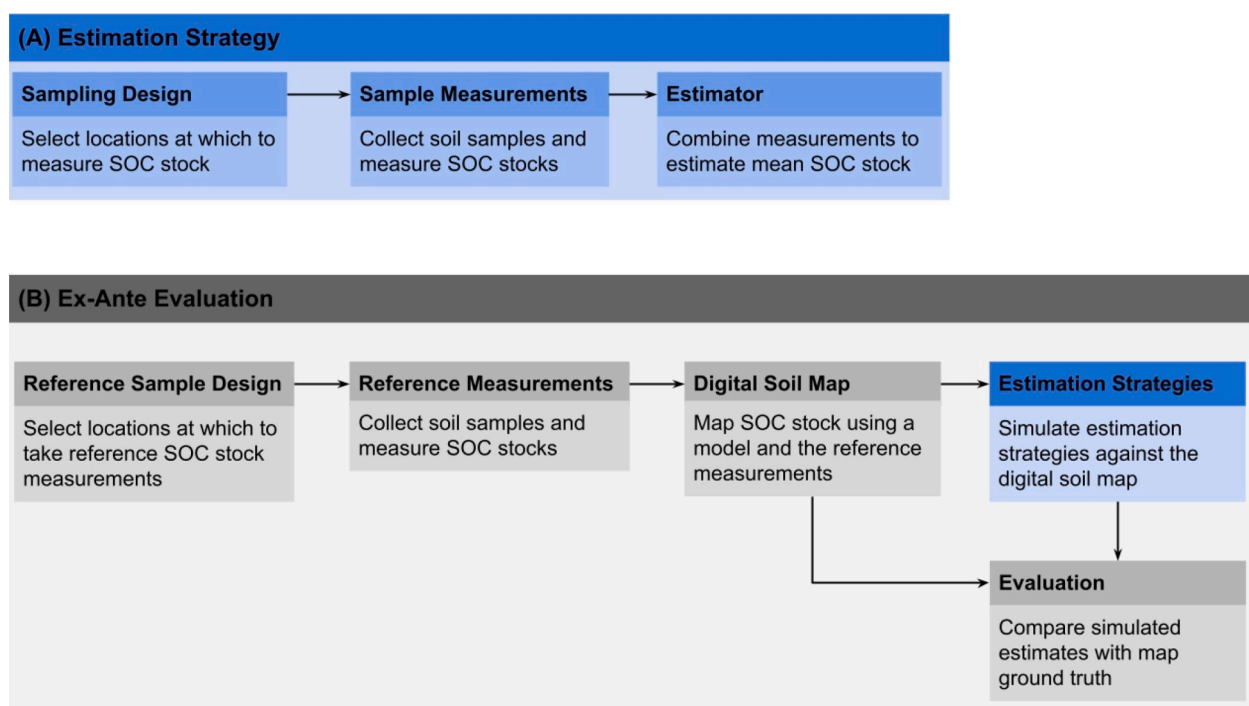 (A) Estimation Strategy
Sampling Design
Select locations at which to
measure SOC stock
Sample Measurements
Collect soil samples and
measure SOC stocks
Estimator
Combine measurements to
estimate mean SOC stock
(B) Ex-Ante Evaluation
Reference Sample Design
Select locations at which to
take reference SOC stock
measurements
Reference Measurements
Collect soil samples and
measure SOC stocks
Digital Soil Map
Map SOC stock using a
model and the reference
measurements
Estimation Strategies
Simulate estimation
strategies against the
digital soil map
Evaluation
Compare simulated
estimates with map
ground truth